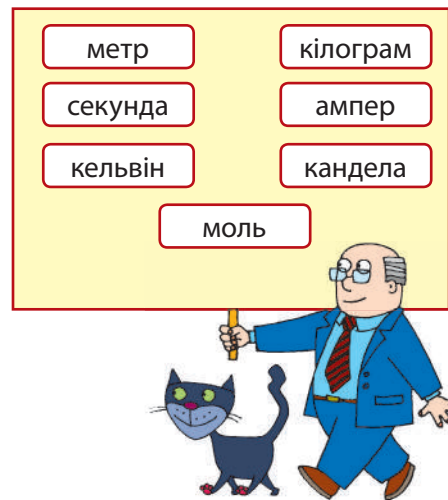 метр кілограм
секунда ампер
кельвін кандела
моль